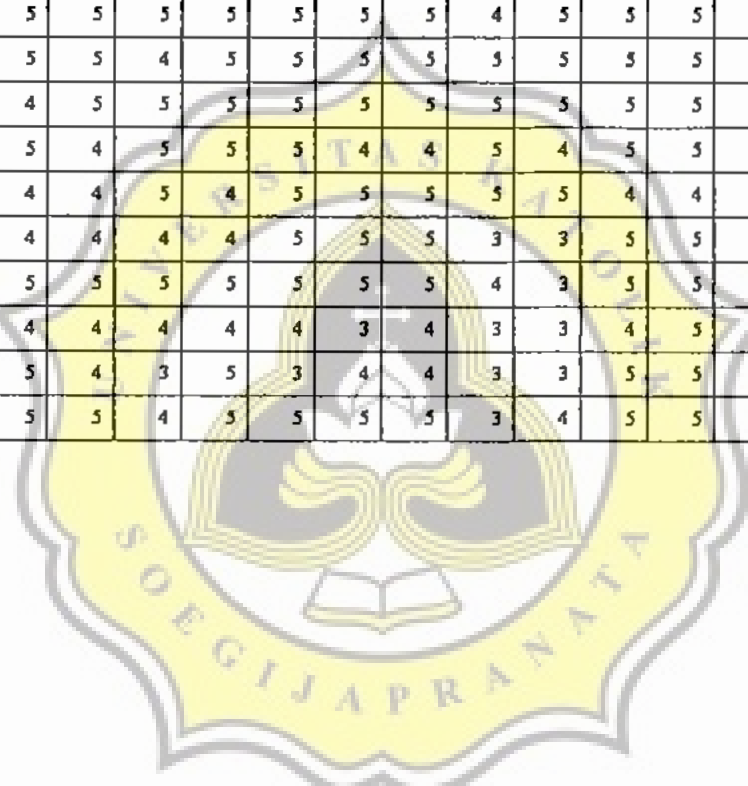 5 5 5 5 5 5 5 4 5 5 5
5 5 4 5 5 5 5 5 5 5 5
4 5 5 5 5 5 5 5 5 5 5
5 4 5 5 5 4 4 5 4 5 5
4 4 5 4 5 5 5 5 5 4 4
4 4 4 4 5 5 5 3 3 5 5
5 5 5 5 5 5 5 4 3 5 5
4 4 4 4 4 3 4 3 3 4 5
5 4 3 5 3 4 4 3 3 5 5
5 5 4 5 5 5 5 3 4 5 5
UNIVERSITAS KATOLIK
SOEGIJAPRANATA